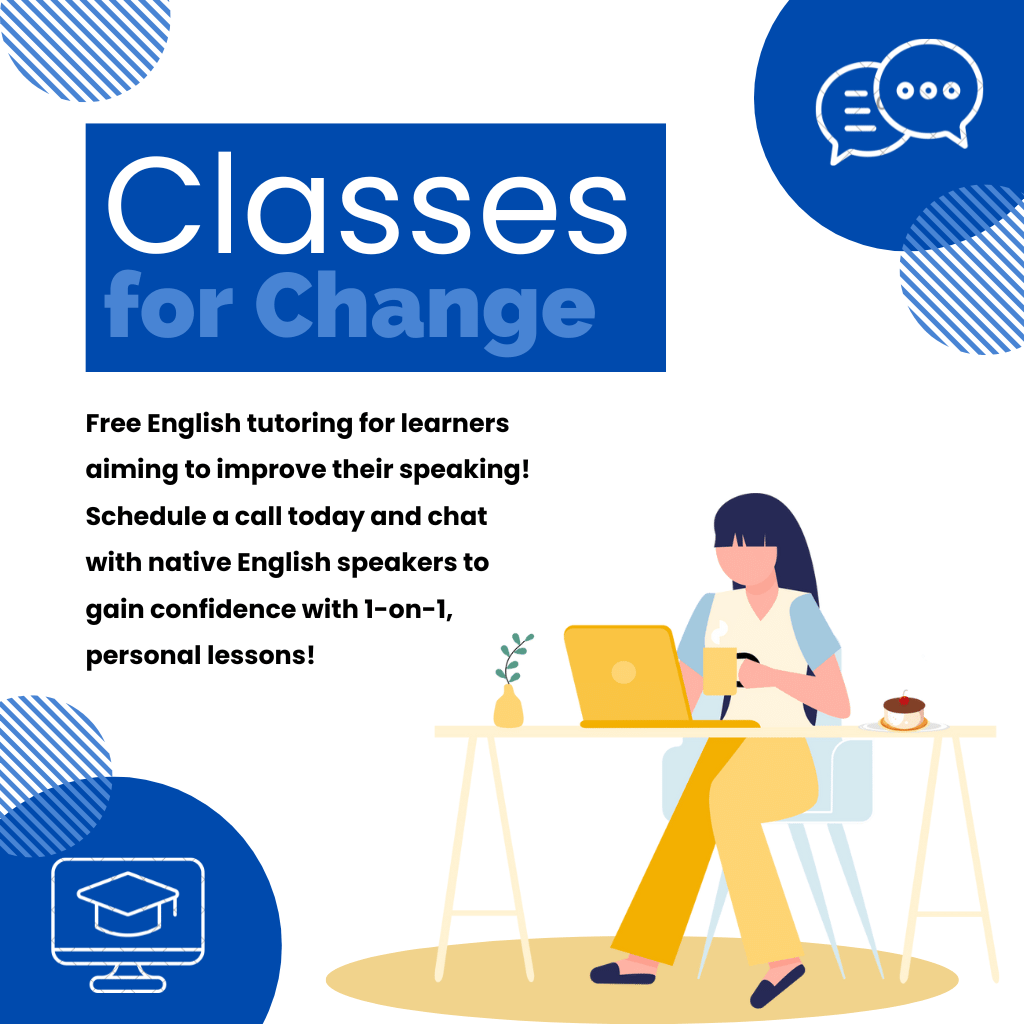 Classes
for Change
Free English tutoring for learners
aiming to improve their speaking!
Schedule a call today and chat
with native English speakers to
gain confidence with 1-on-1,
personal lessons!